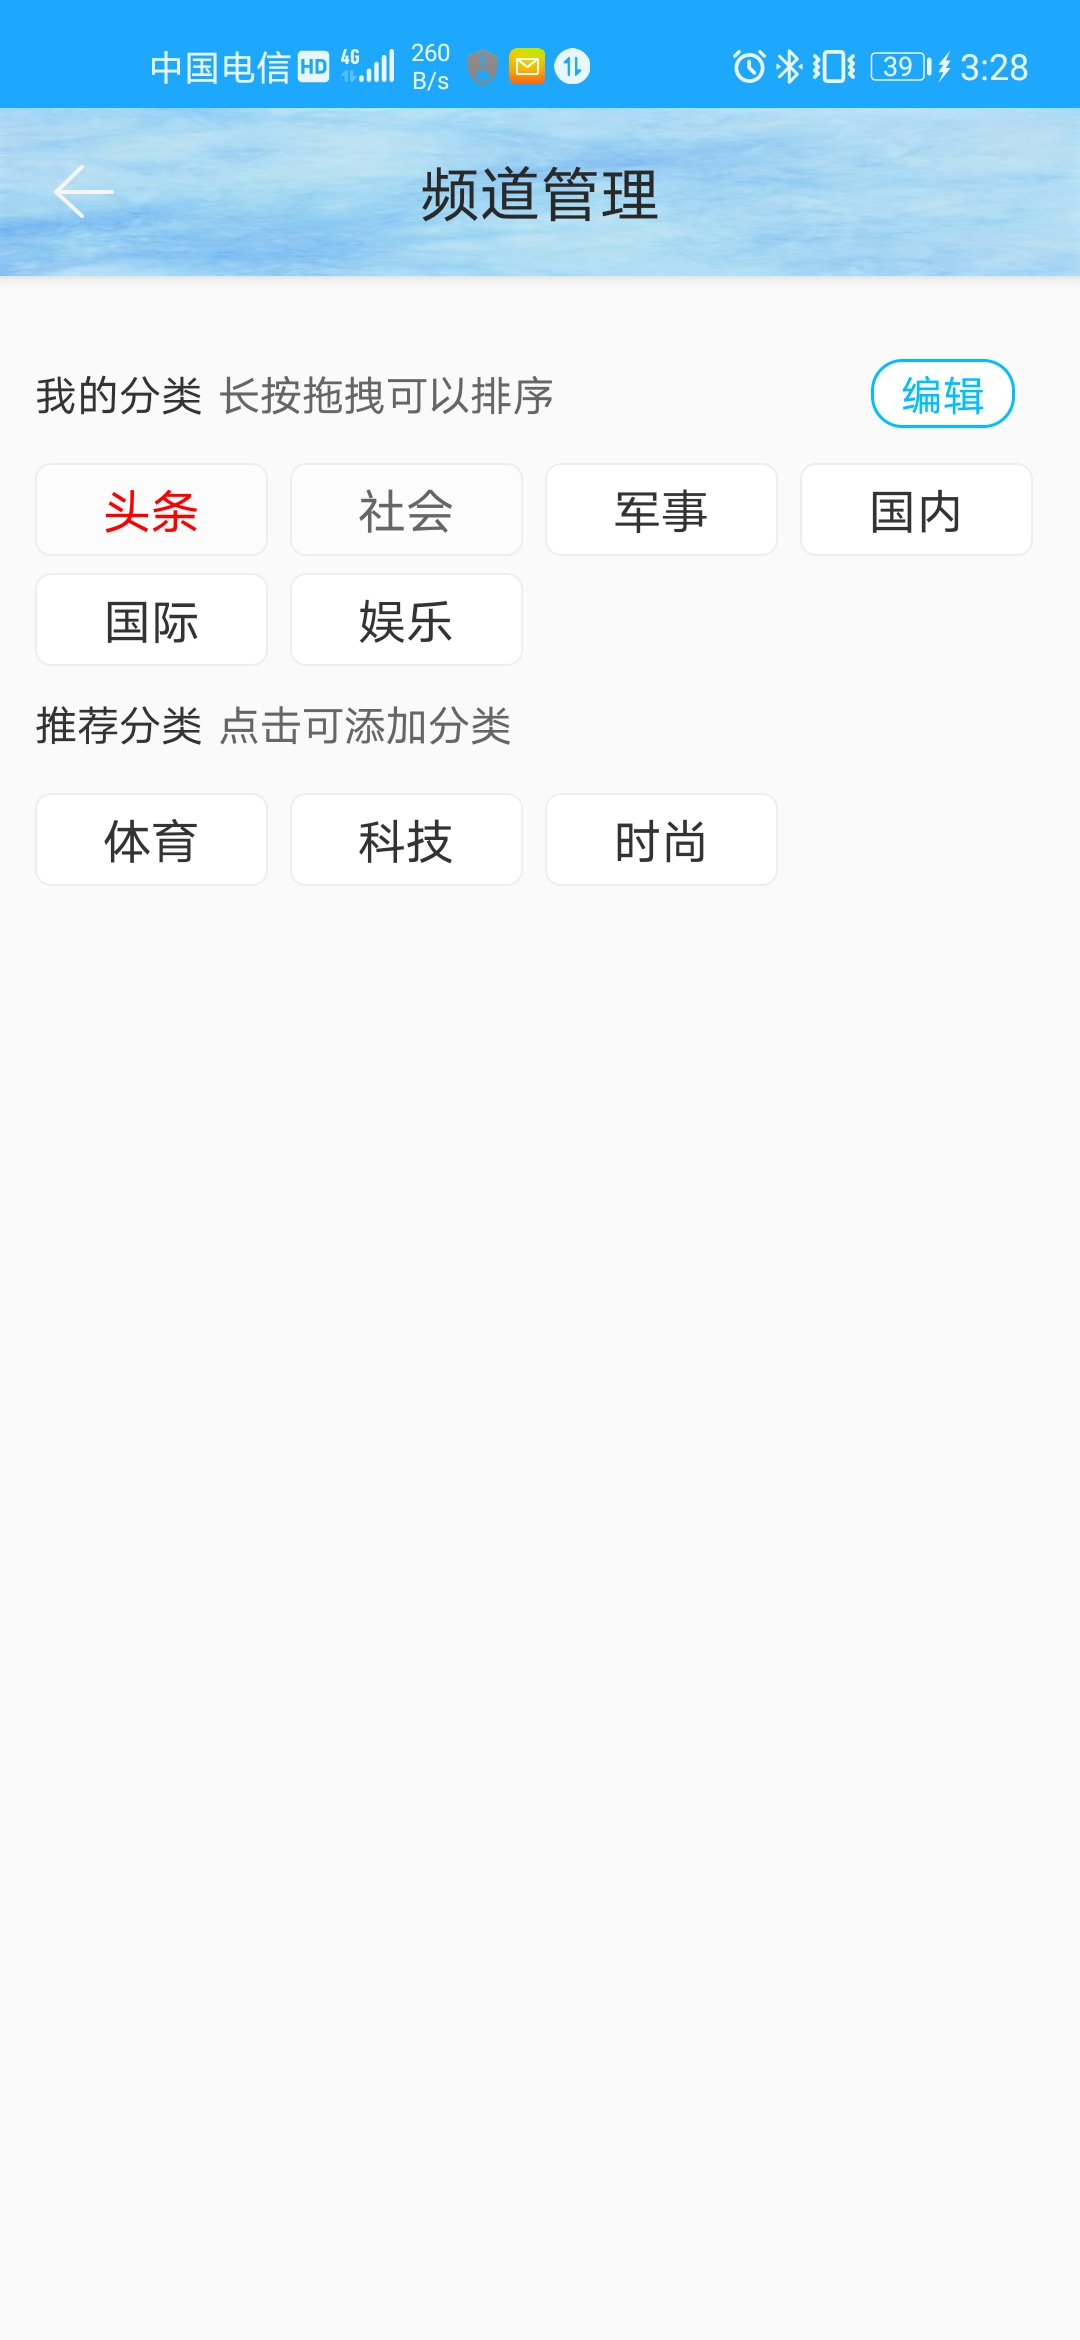 中国电信 HD 4G 260 B/s 39 3:28
频道管理
我的分类 长按拖拽可以排序 编辑
头条 社会 军事 国内
国际 娱乐
推荐分类 点击可添加分类
体育 科技 时尚